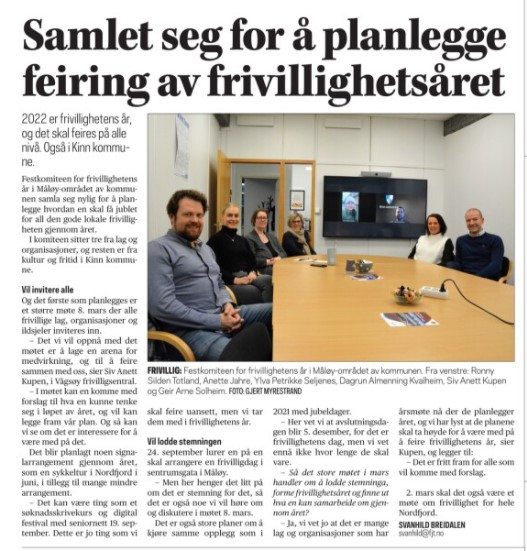 Samlet seg for å planlegge
feiring av frivillighetsåret
2022 er frivillighetens år,
og det skal feires på alle
nivå. Også i Kinn kommu-
ne.
Festkomiteen for frivillighetens
år i Måløy-området av kommu-
nen samla seg nylig for å plan-
legge hvordan en skal få jublet
for all den gode lokale frivillig-
heten gjennom året.
I komiteen sitter tre fra lag og
organisasjoner, og resten er fra
kultur og fritid i Kinn kommu-
ne.
Vil invitere alle
Og det første som planlegges er
et større møte 8. mars der alle
frivillige lag, organisasjoner og
ildsjeler inviteres inn.
– Det vi vil oppnå med det
møtet er å lage en arena for
medvirkning, og til å feire
sammen med oss, sier Siv Anett
Kupen, i Vågsøy frivilligsentral.
– I møtet kan en komme med
forslag til hva en kunne tenke
seg i løpet av året, og vil kan
legge fram vår plan. Og så kan
vi se om det er interessere for å
være med på det.
Det blir planlagt noen signa-
larrangement gjennom året,
som en sykkeltur i Nordfjord i
juni, i tillegg til mange mindre
arrangement.
– Det kan være ting som et
søknadsskrivekurs og digital
festival med seniornett 19. sep-
tember. Dette er jo ting som vi
FRIVILLIG: Festkomiteen for frivillighetens år i Måløy-området av kommunen. Fra venstre: Ronny
Silden Totland, Anette Jahre, Ylva Petrikke Seljenes, Dagrun Almenning Kvalheim, Siv Anett Kupen
og Geir Arne Solheim. FOTO: GJERT MYRESTRAND
skal feire uansett, men vi tar
dem med i frivillighetens år.
Vil lodde stemningen
24. september lurer en på en
skal arrangere en frivilligdag i
sentrumsgata i Måløy.
– Men her henger det litt på
om det er stemning for det, så
det er også noe vi vil høre om
og diskutere i møtet 8. mars.
Det er også store planer om å
kjøre samme opplegg som i
2021 med jubeldager.
– Her vet vi at avslutningsda-
gen blir 5. desember, for det er
frivillighetens dag, men vi vet
ennå ikke hvor lenge de skal
vare.
– Så det store møtet i mars
handler om å lodde stemninga,
forme frivillighetsåret og finne ut
hva en kan samarbeide om gjen-
nom året?
– Ja, vi vet jo at det er mange
lag og organisasjoner som har
årsmøte nå der de planlegger
året, og vi har lyst at de planene
skal ta høyde for å være med på
å feire frivillighetens år, sier
Kupen, og legger til:
– Det er fritt fram for alle som
vil komme med forslag.
2. mars skal det også være et
møte om frivillighet for hele
Nordfjord.
SVANHILD BREIDALEN
svanhild@fjt.no